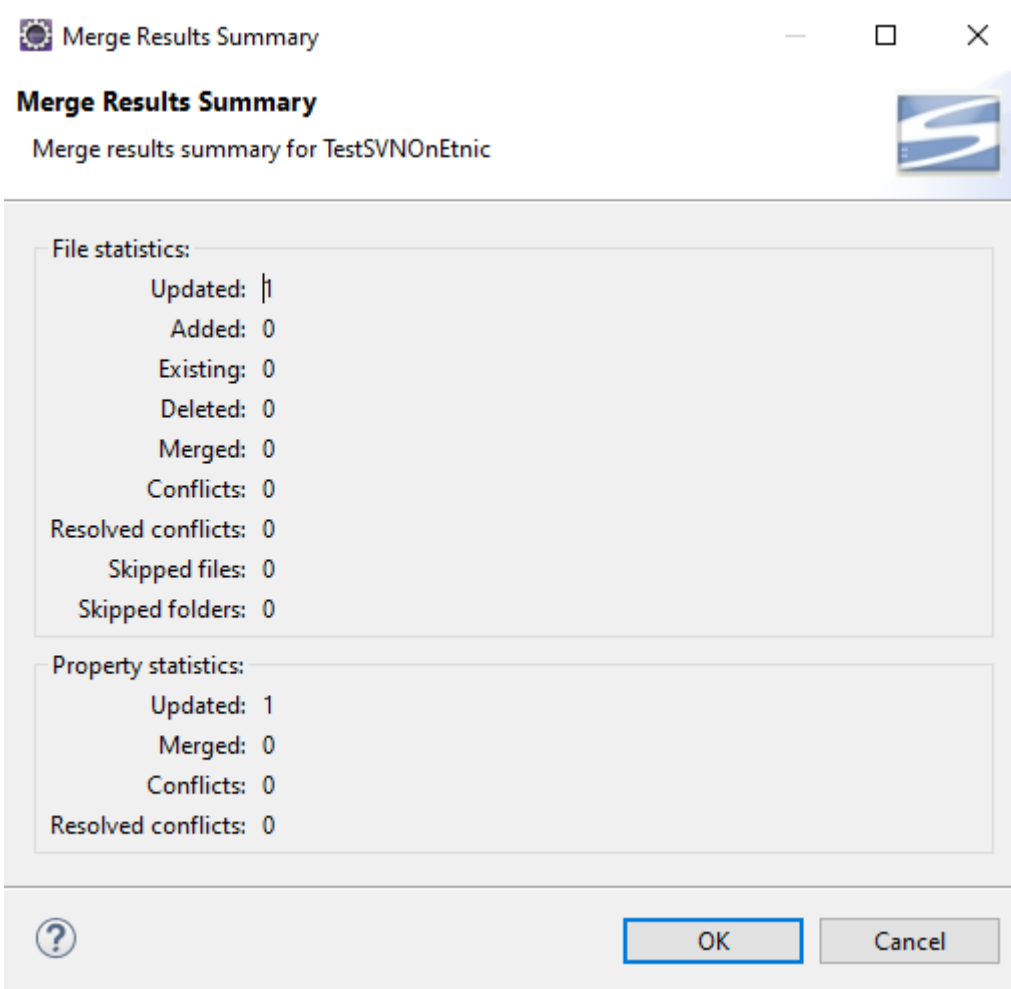 Merge Results Summary
Merge Results Summary
Merge results summary for TestSVNOnEtnic
File statistics:
Updated: 1
Added: 0
Existing: 0
Deleted: 0
Merged: 0
Conflicts: 0
Resolved conflicts: 0
Skipped files: 0
Skipped folders: 0
Property statistics:
Updated: 1
Merged: 0
Conflicts: 0
Resolved conflicts: 0
? OK Cancel